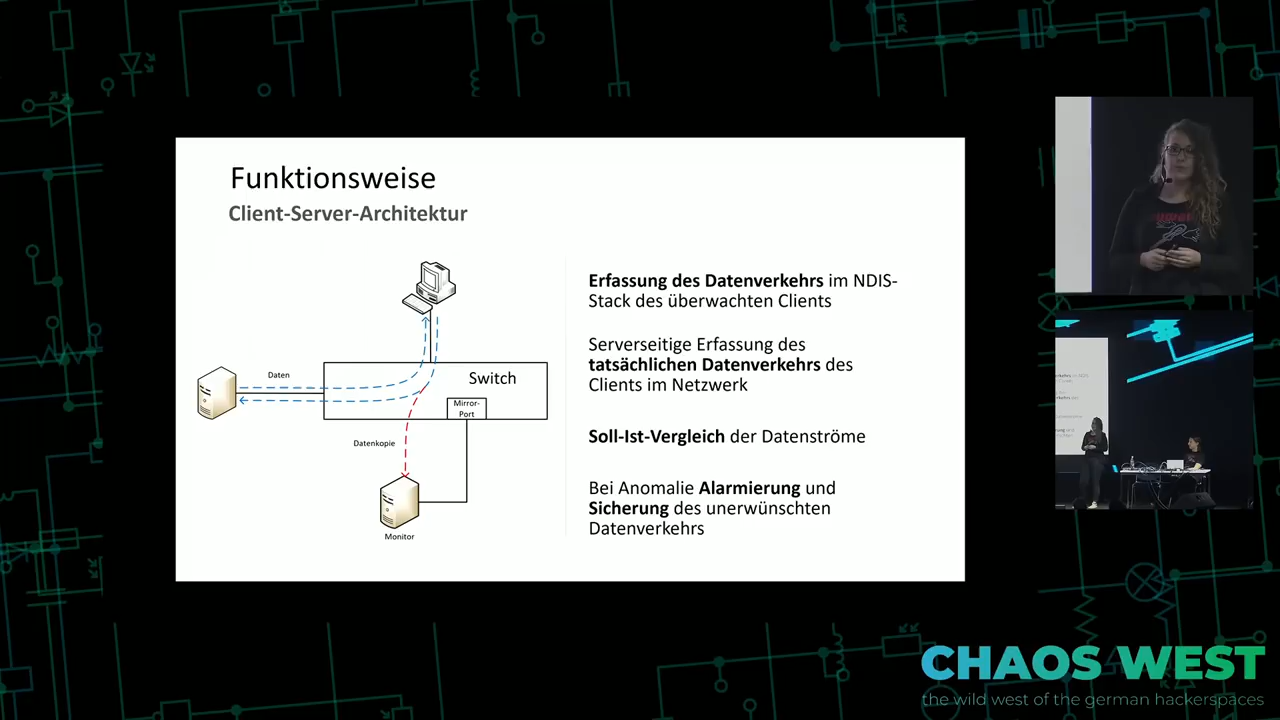 Funktionsweise
Client-Server-Architektur
Daten
Switch
Mirror-
Port
Datenkopie
Monitor
Erfassung des Datenverkehrs im NDIS-
Stack des überwachten Clients
Serverseitige Erfassung des
tatsächlichen Datenverkehrs des
Clients im Netzwerk
Soll-Ist-Vergleich der Datenströme
Bei Anomalie Alarmierung und
Sicherung des unerwünschten
Datenverkehrs
CHAOS WEST
the wild west of the german hackerspaces